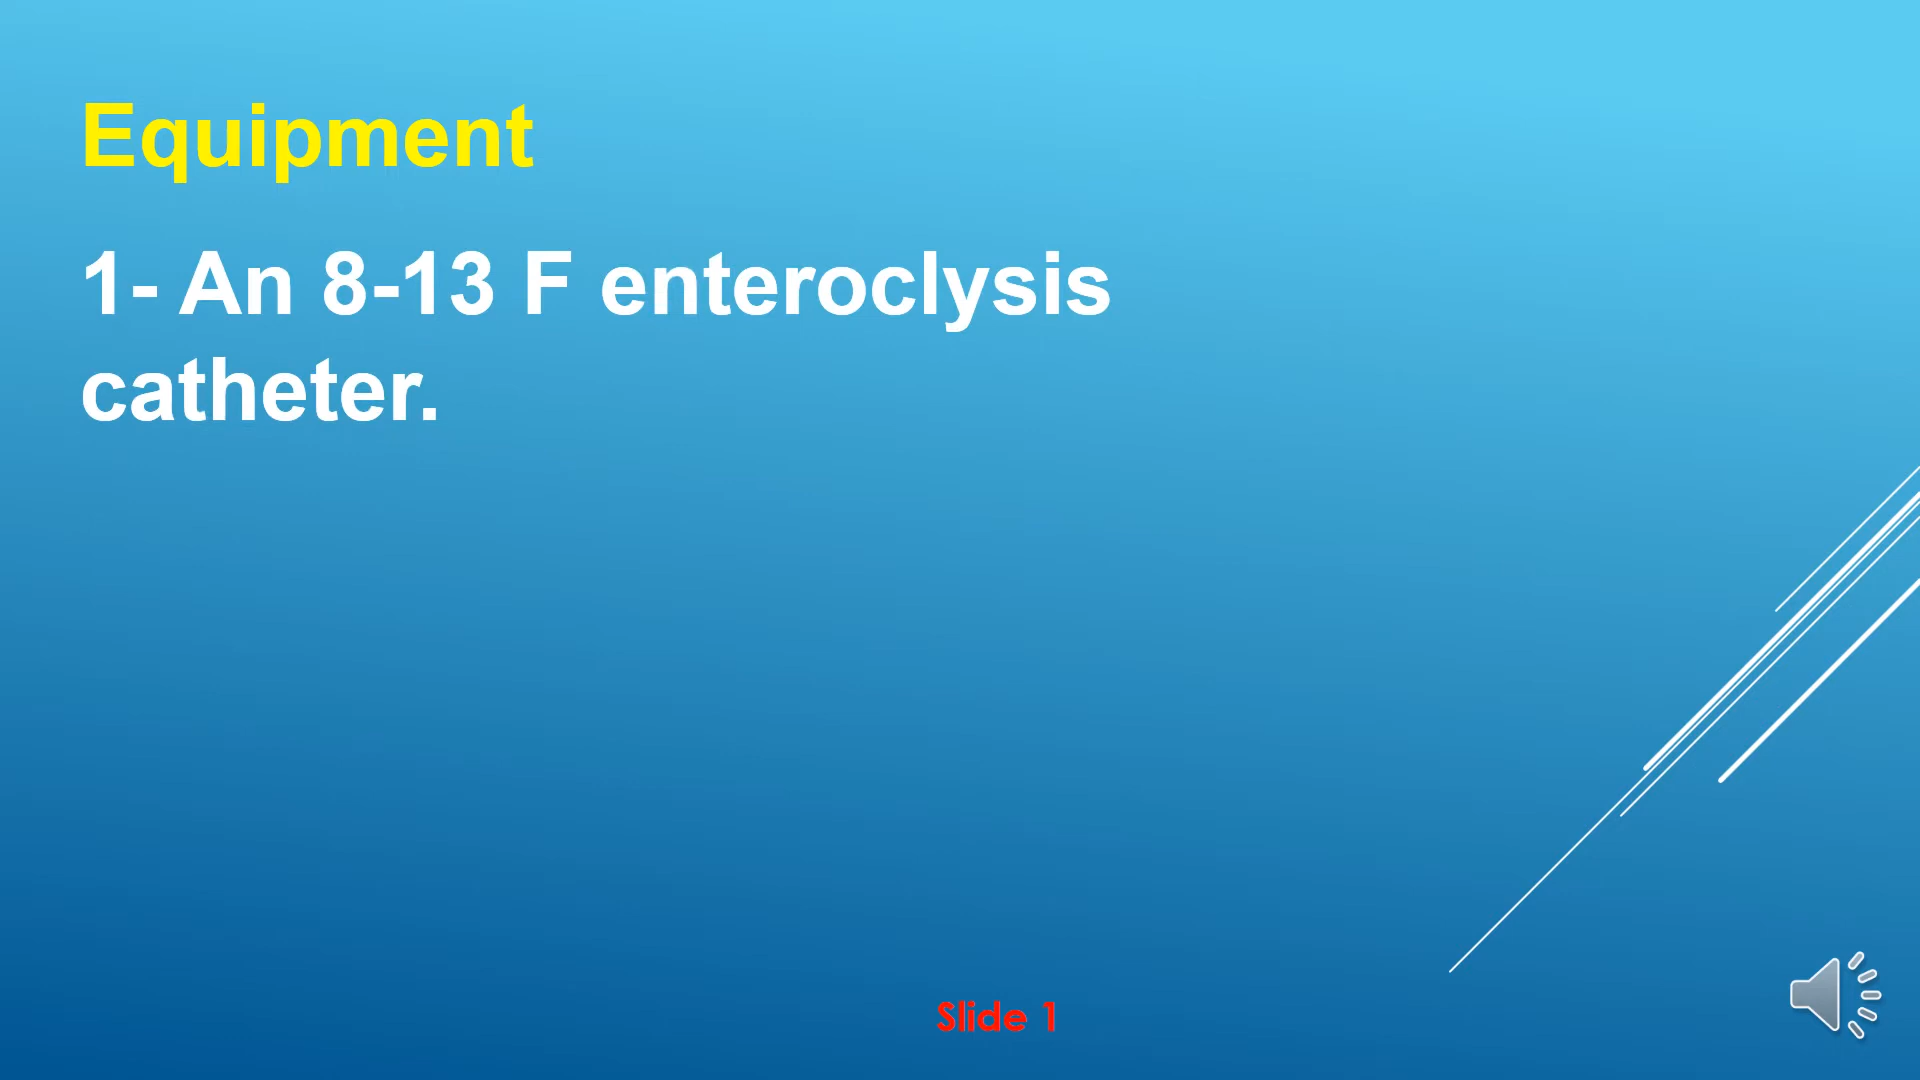 Equipment
1- An 8-13 F enteroclysis
catheter.
Slide 1